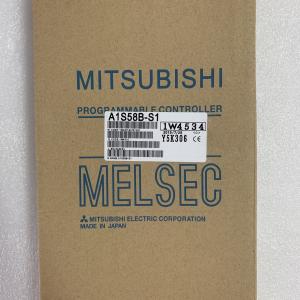 MITSUBISHI
PROGRAMMABLE CONTROLLER
A1S58B-S1
1W4534
Y5K306
MELSEC
MITSUBISHI ELECTRIC CORPORATION
MADE IN JAPAN